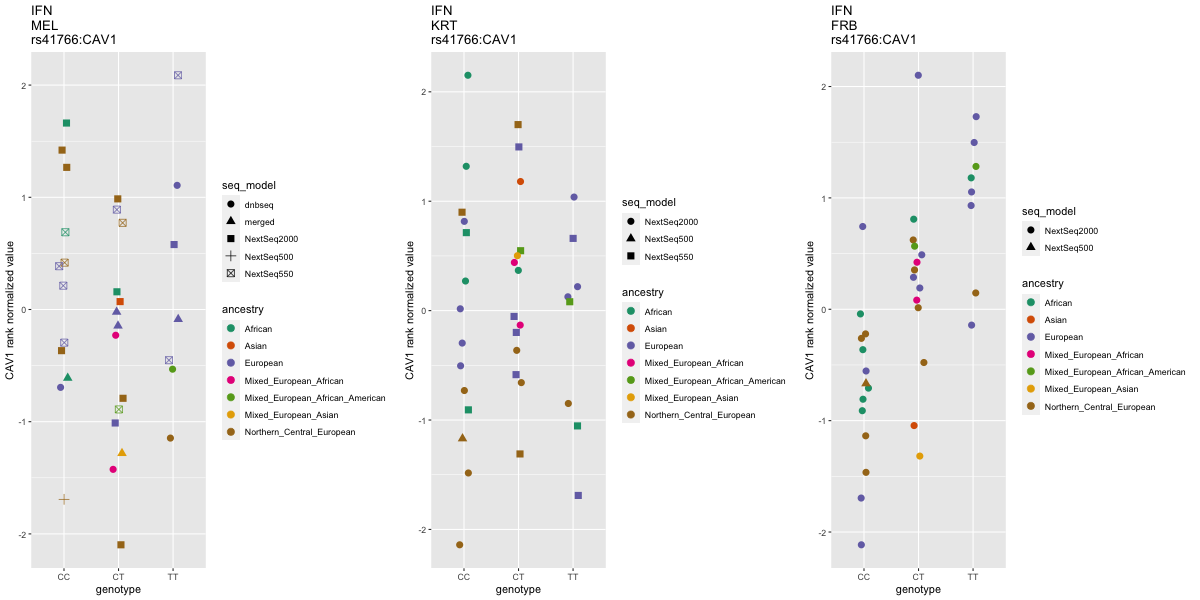 IFN
MEL
rs41766:CAV1
CAV1 rank normalized value
2
1
0
-1
-2
CC
CT
TT
genotype
seq_model
dnbseq
merged
NextSeq2000
NextSeq500
NextSeq550
ancestry
African
Asian
European
Mixed_European_African
Mixed_European_African_American
Mixed_European_Asian
Northern_Central_European
IFN
KRT
rs41766:CAV1
CAV1 rank normalized value
2
1
0
-1
-2
CC
CT
TT
genotype
seq_model
NextSeq2000
NextSeq500
NextSeq550
ancestry
African
Asian
European
Mixed_European_African
Mixed_European_African_American
Mixed_European_Asian
Northern_Central_European
IFN
FRB
rs41766:CAV1
CAV1 rank normalized value
2
1
0
-1
-2
CC
CT
TT
genotype
seq_model
NextSeq2000
NextSeq500
ancestry
African
Asian
European
Mixed_European_African
Mixed_European_African_American
Mixed_European_Asian
Northern_Central_European